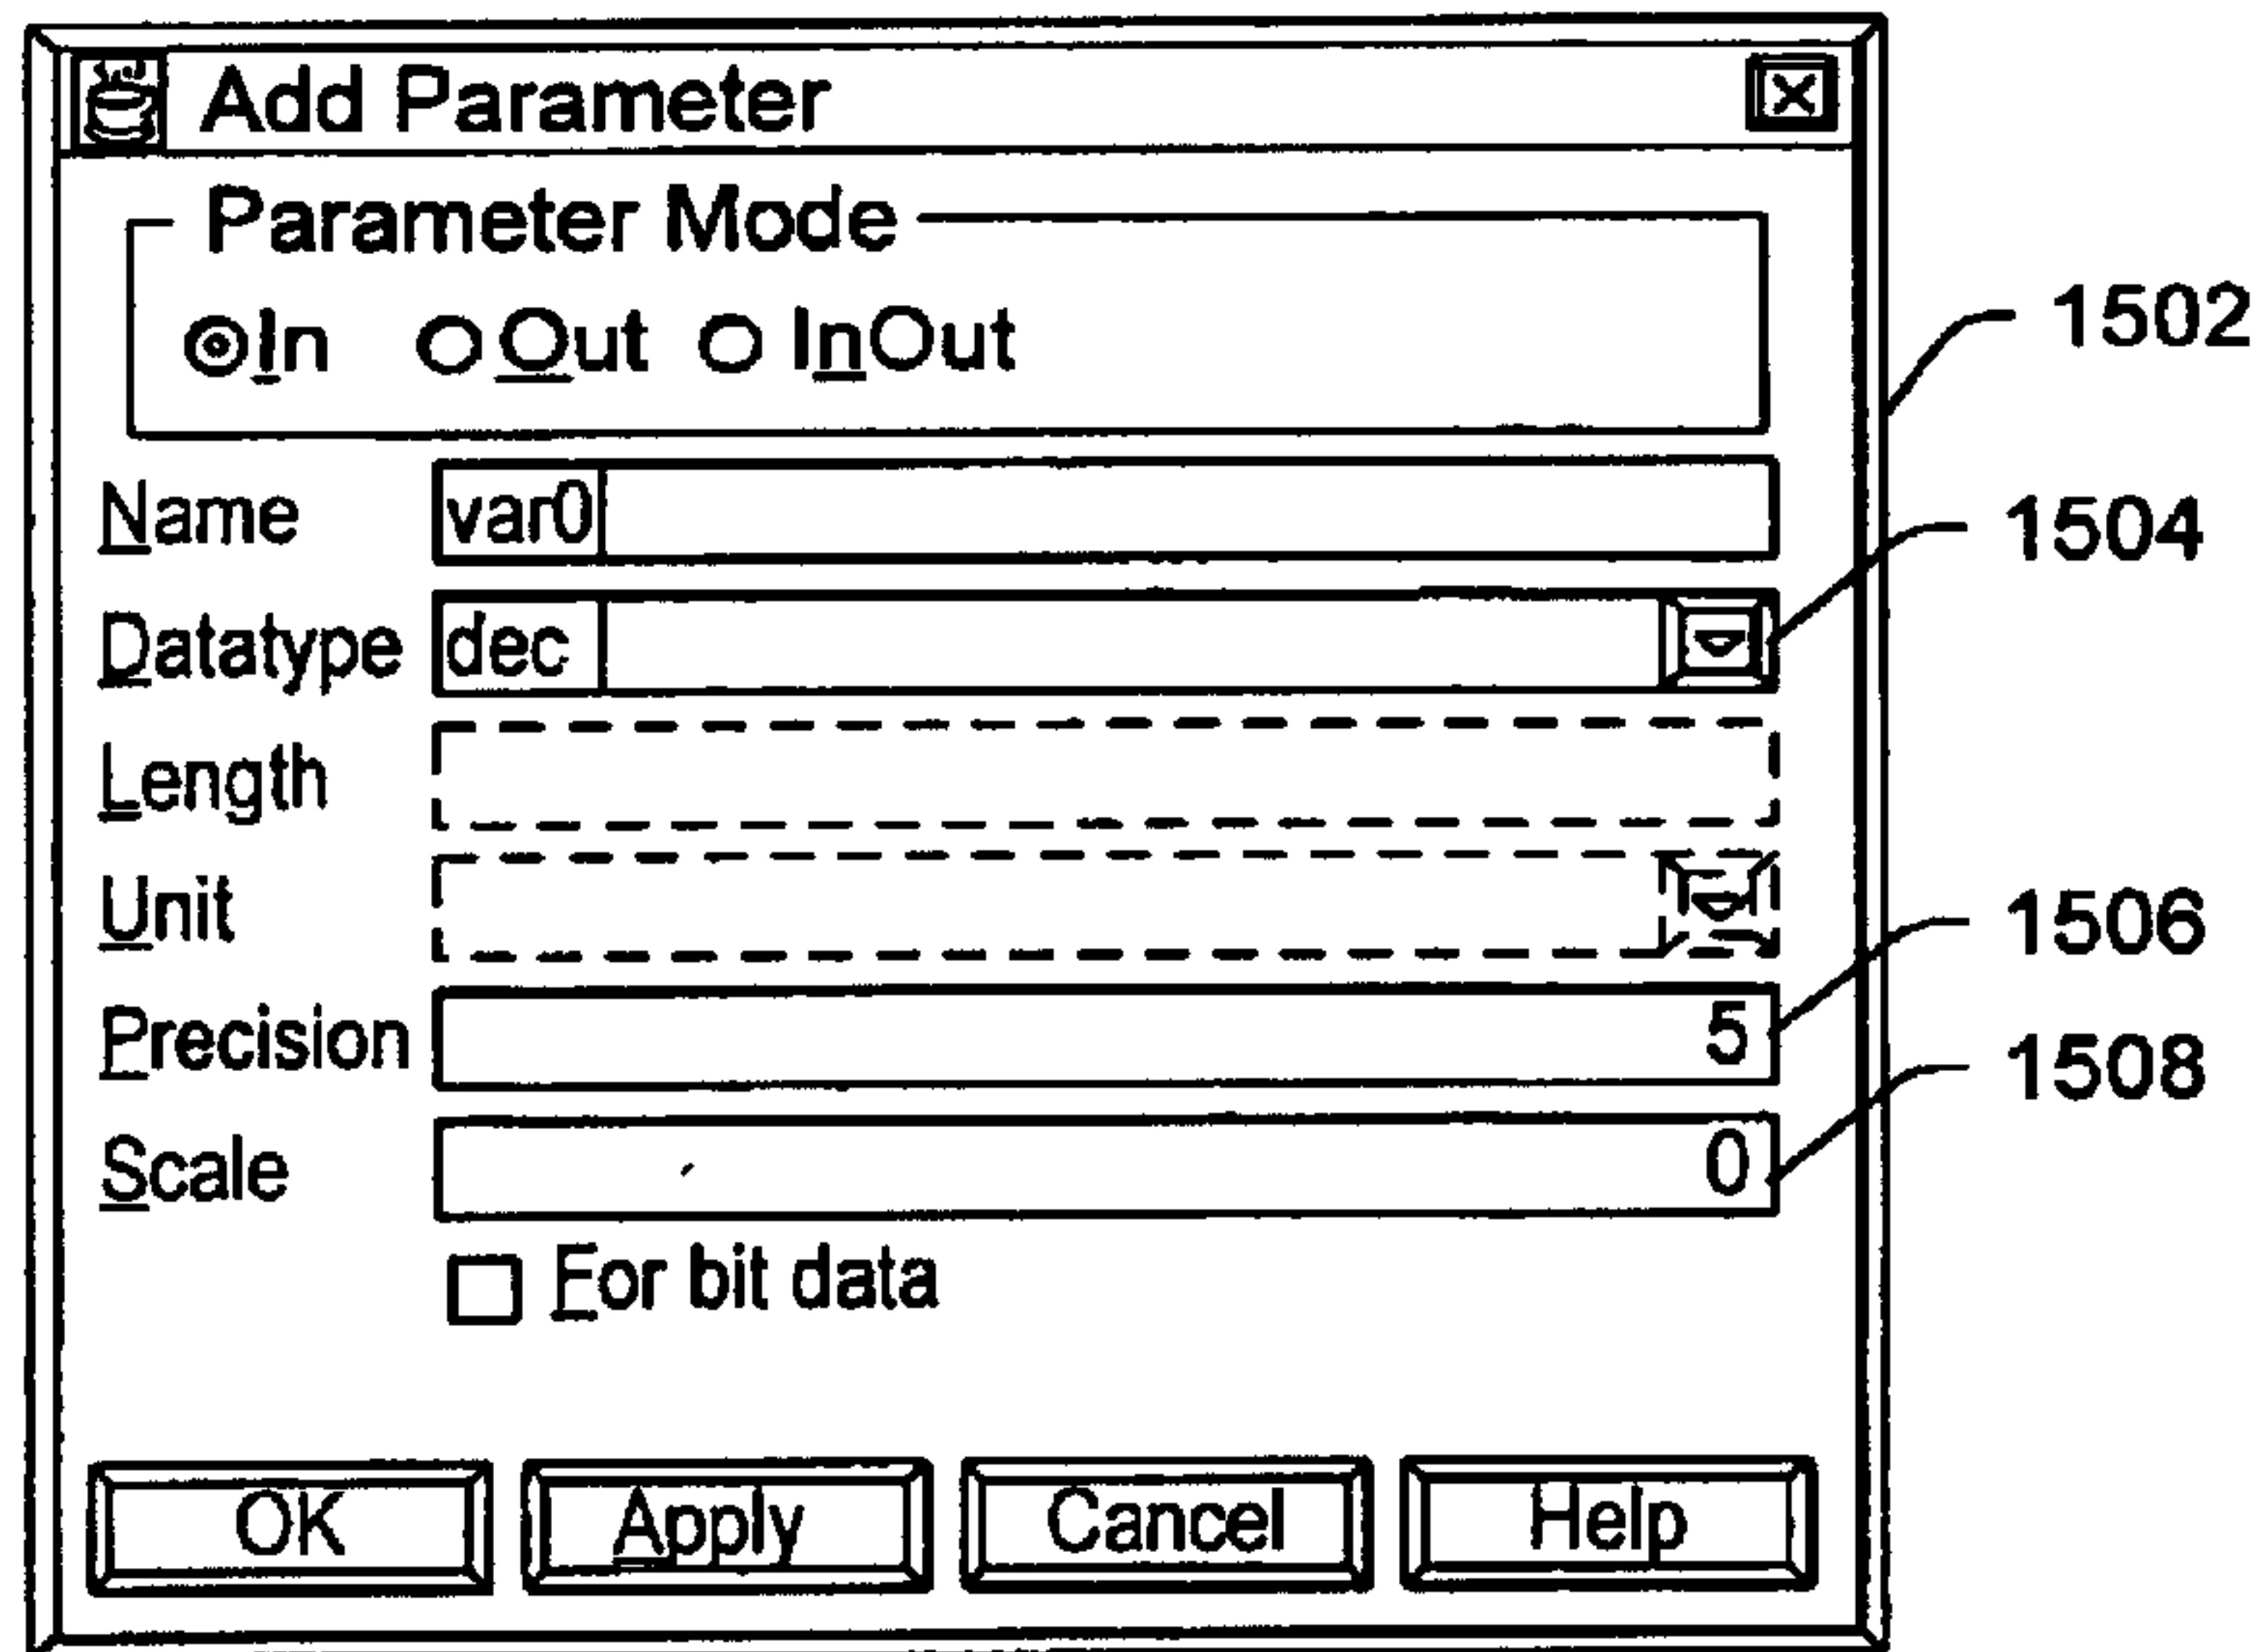 Add Parameter
Parameter Mode
In Out InOut
1502
Name var0
1504
Datatype dec
Length
Unit
1506
Precision 5
1508
Scale 0
For bit data
OK Apply Cancel Help